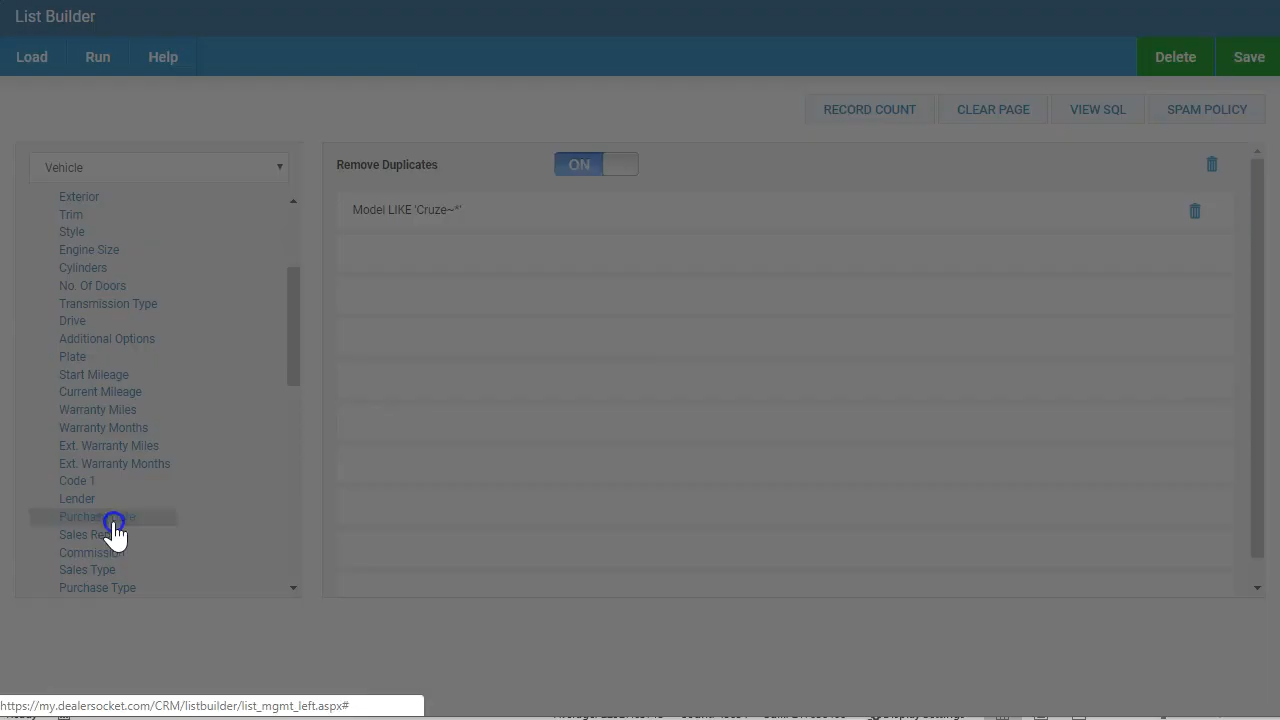 List Builder
Load Run Help Delete Save
RECORD COUNT CLEAR PAGE VIEW SQL SPAM POLICY
Vehicle
Remove Duplicates ON
Exterior
Model LIKE 'Cruze~*'
Trim
Style
Engine Size
Cylinders
No. Of Doors
Transmission Type
Drive
Additional Options
Plate
Start Mileage
Current Mileage
Warranty Miles
Warranty Months
Ext. Warranty Miles
Ext. Warranty Months
Code 1
Lender
Sales
Commission
Sales Type
Purchase Type
https://my.dealersocket.com/CRM/listbuilder/list_mgmt_left.aspx#
Display Settings